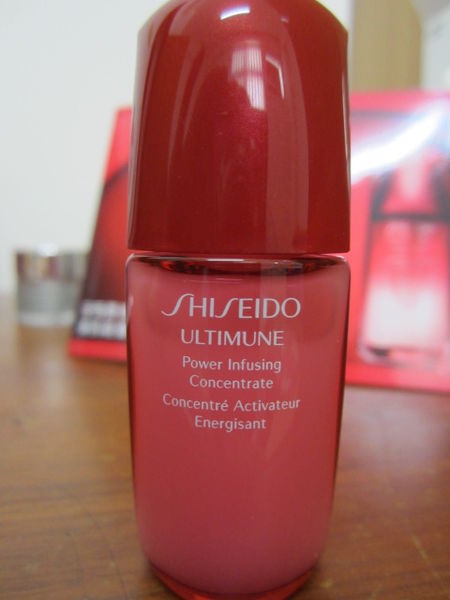 SHISEIDO
ULTIMUNE
Power Infusing
Concentrate
Concentré Activateur
Energisant